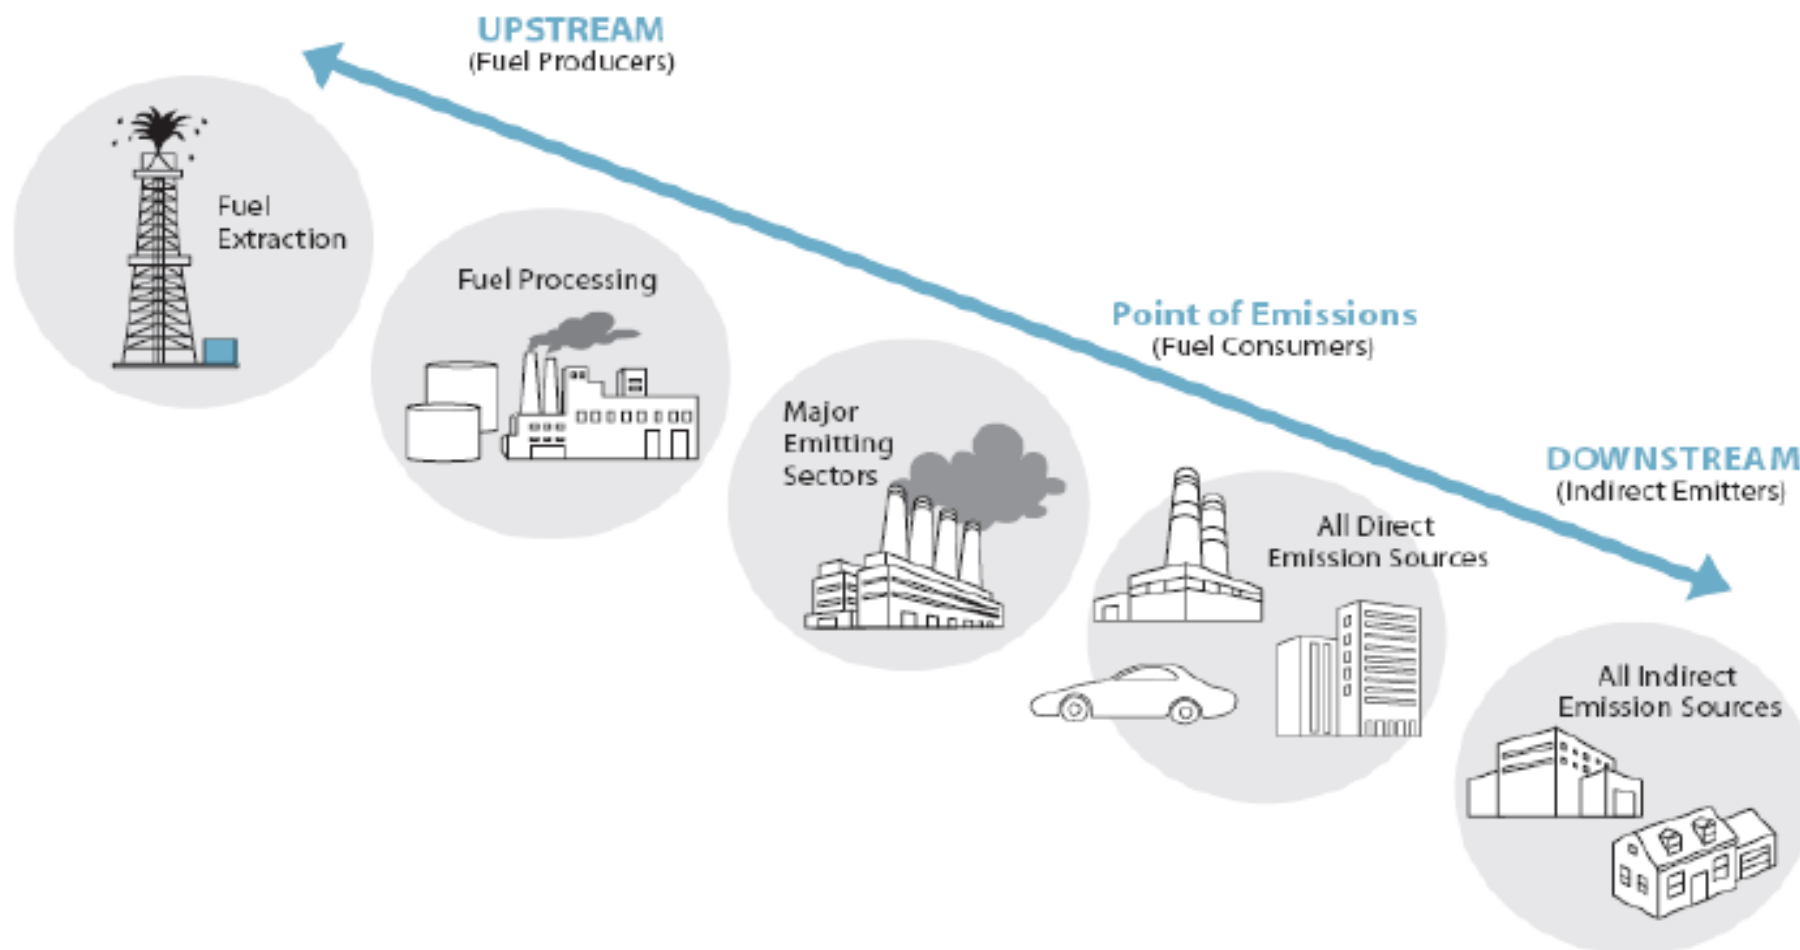 UPSTREAM
(Fuel Producers)
Fuel
Extraction
Fuel Processing
Point of Emissions
(Fuel Consumers)
Major
Emitting
Sectors
DOWNSTREAM
(Indirect Emitters)
All Direct
Emission Sources
All Indirect
Emission Sources